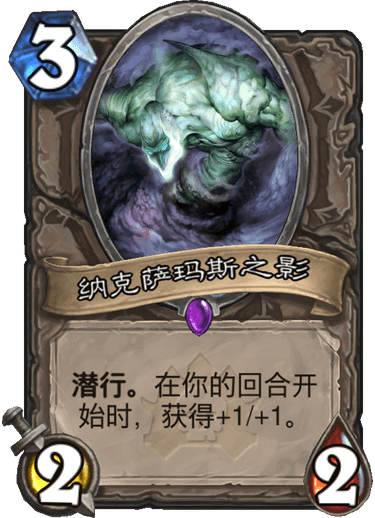 3
纳克萨玛斯之影
潜行。在你的回合开
始时，获得+1/+1。
2
2